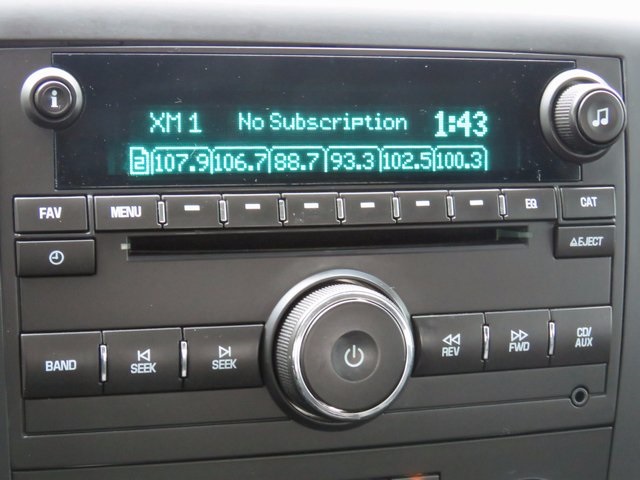 XM 1 No Subscription 1:43
2 107.9 106.7 88.7 93.3 102.5 100.3
FAV MENU EQ CAT
EJECT
BAND SEEK SEEK REV FWD CD/AUX